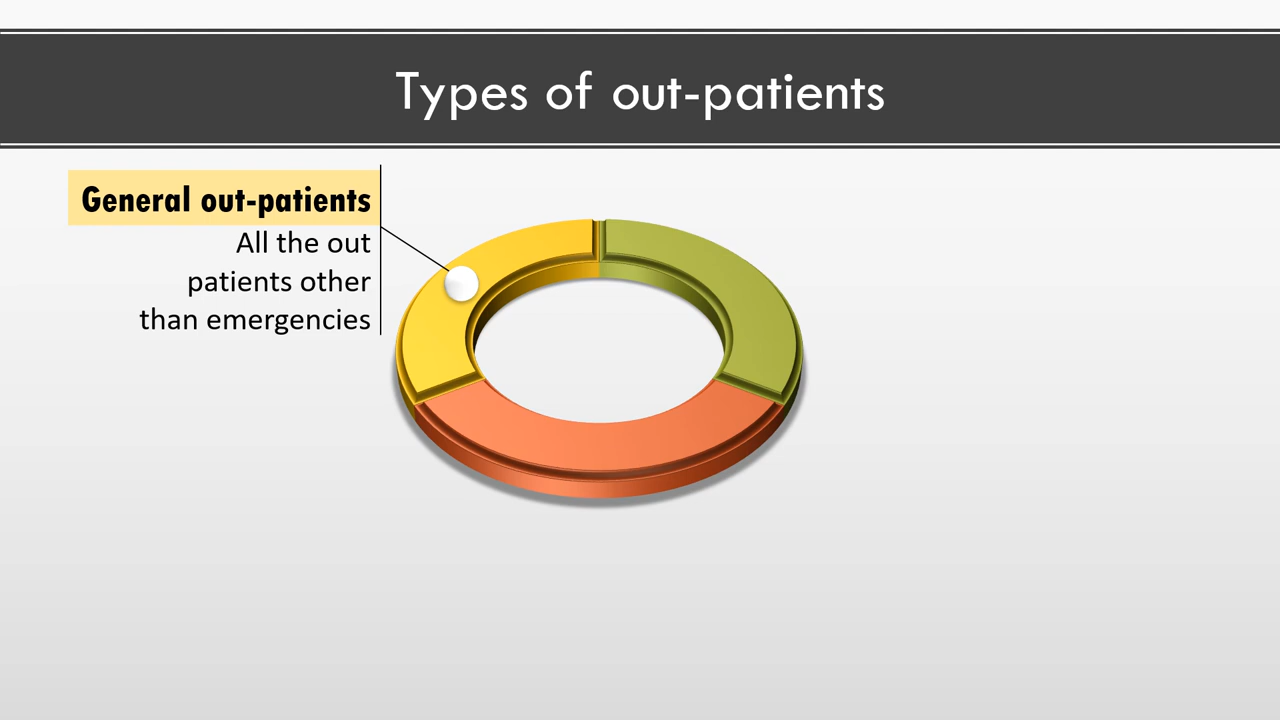 Types of out-patients
General out-patients
All the out
patients other
than emergencies